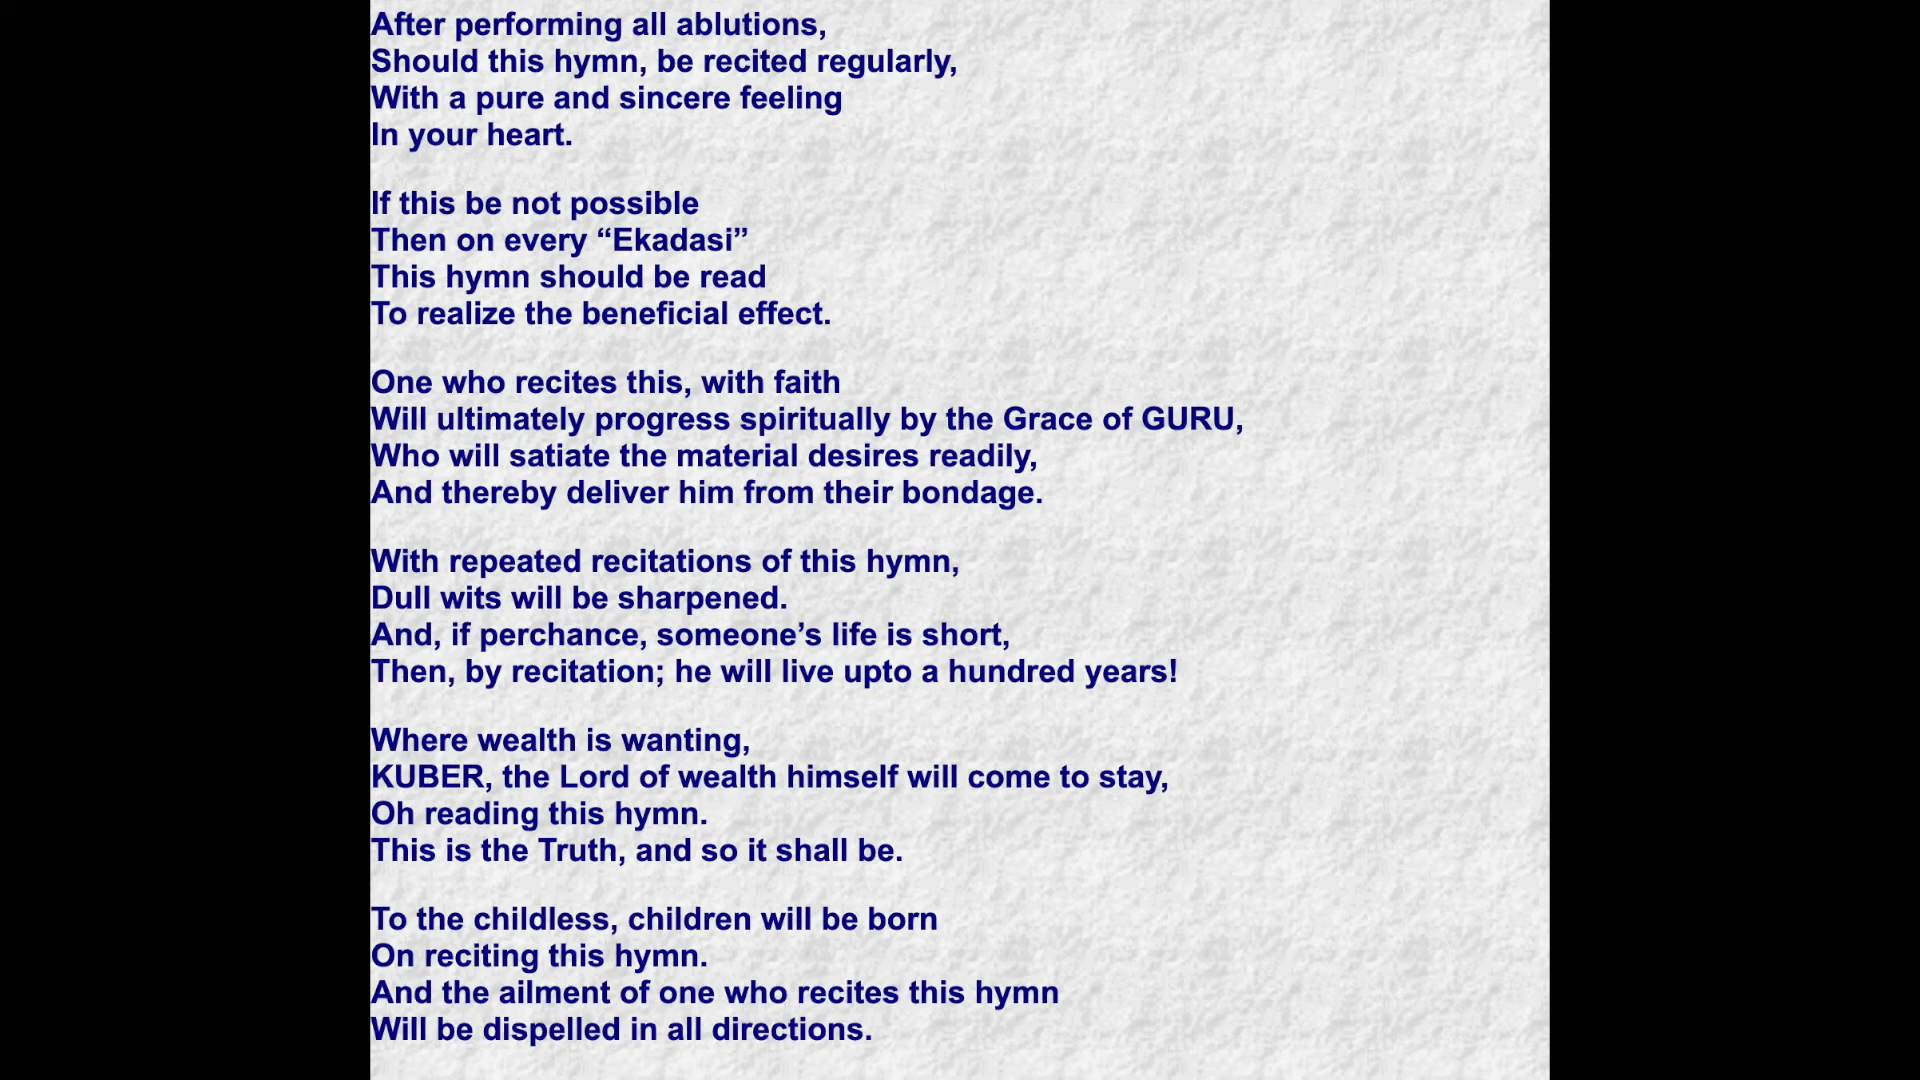 After performing all ablutions,
Should this hymn, be recited regularly,
With a pure and sincere feeling
In your heart.
If this be not possible
Then on every “Ekadasi”
This hymn should be read
To realize the beneficial effect.
One who recites this, with faith
Will ultimately progress spiritually by the Grace of GURU,
Who will satiate the material desires readily,
And thereby deliver him from their bondage.
With repeated recitations of this hymn,
Dull wits will be sharpened.
And, if perchance, someone’s life is short,
Then, by recitation; he will live upto a hundred years!
Where wealth is wanting,
KUBER, the Lord of wealth himself will come to stay,
Oh reading this hymn.
This is the Truth, and so it shall be.
To the childless, children will be born
On reciting this hymn.
And the ailment of one who recites this hymn
Will be dispelled in all directions.